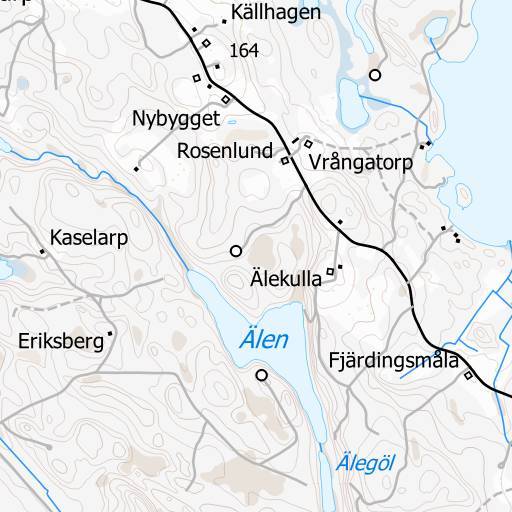 Källhagen
164
Nybygget
Rosenlund
Vrångatorp
Kaselarp
Älekulla
Eriksberg
Älen
Fjärdingsmåla
Älegöl